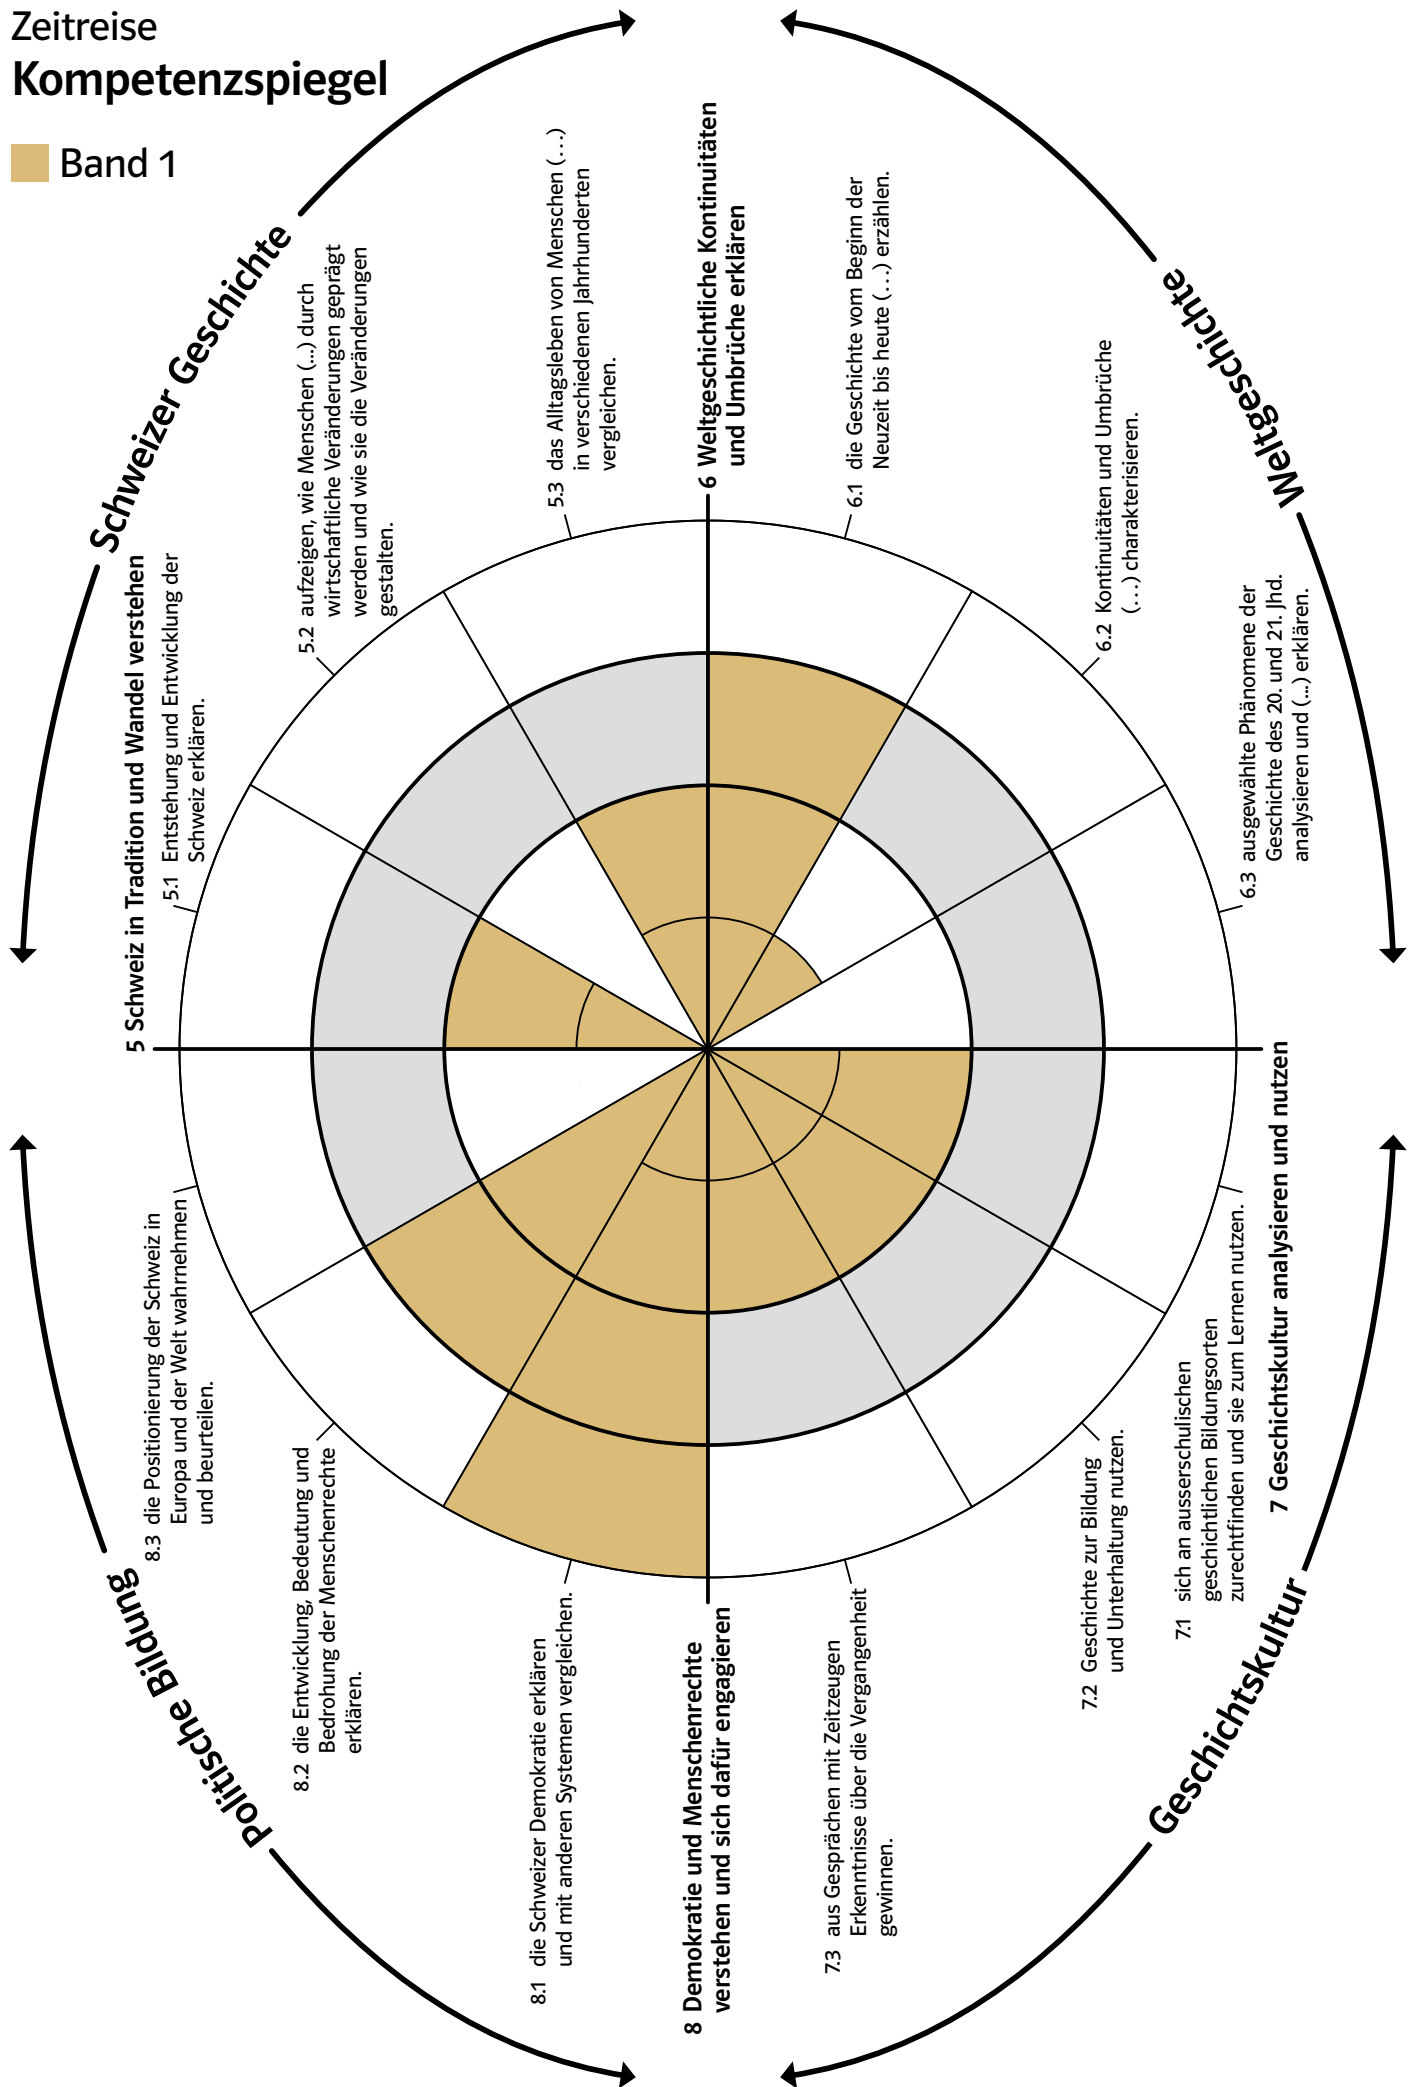 Zeitreise
Kompetenzspiegel
Band 1
Schweizer Geschichte
5 Schweiz in Tradition und Wandel verstehen
5.1 Entstehung und Entwicklung der
Schweiz erklären.
5.2 aufzeigen, wie Menschen (...) durch
wirtschaftliche Veränderungen geprägt
werden und wie sie die Veränderungen
gestalten.
5.3 das Alltagsleben von Menschen (...)
in verschiedenen Jahrhunderten
vergleichen.
Weltgeschichte
6 Weltgeschichtliche Kontinuitäten
und Umbrüche erklären
6.1 die Geschichte vom Beginn der
Neuzeit bis heute (...) erzählen.
6.2 Kontinuitäten und Umbrüche
(...) charakterisieren.
6.3 ausgewählte Phänomene der
Geschichte des 20. und 21. Jhd.
analysieren und (...) erklären.
Geschichtskultur
7 Geschichtskultur analysieren und nutzen
7.1 sich an ausserschulischen
geschichtlichen Bildungsorten
zurechtfinden und sie zum Lernen nutzen.
7.2 Geschichte zur Bildung
und Unterhaltung nutzen.
7.3 aus Gesprächen mit Zeitzeugen
Erkenntnisse über die Vergangenheit
gewinnen.
Politische Bildung
8 Demokratie und Menschenrechte
verstehen und sich dafür engagieren
8.1 die Schweizer Demokratie erklären
und mit anderen Systemen vergleichen.
8.2 die Entwicklung, Bedeutung und
Bedrohung der Menschenrechte
erklären.
8.3 die Positionierung der Schweiz in
Europa und der Welt wahrnehmen
und beurteilen.